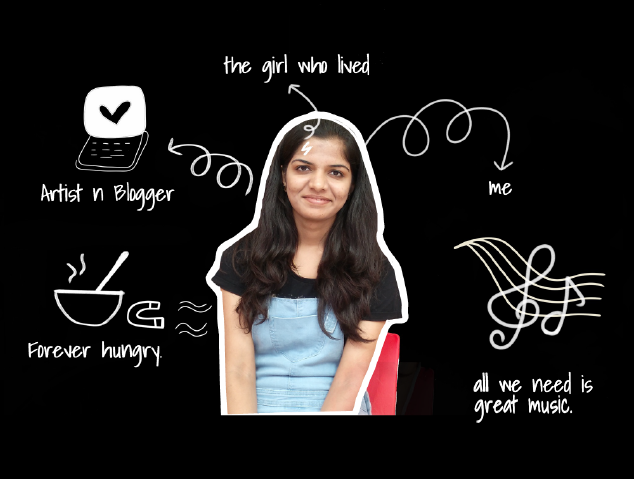 the girl who lived
Artist n Blogger
me
Forever hungry.
all we need is
great music.